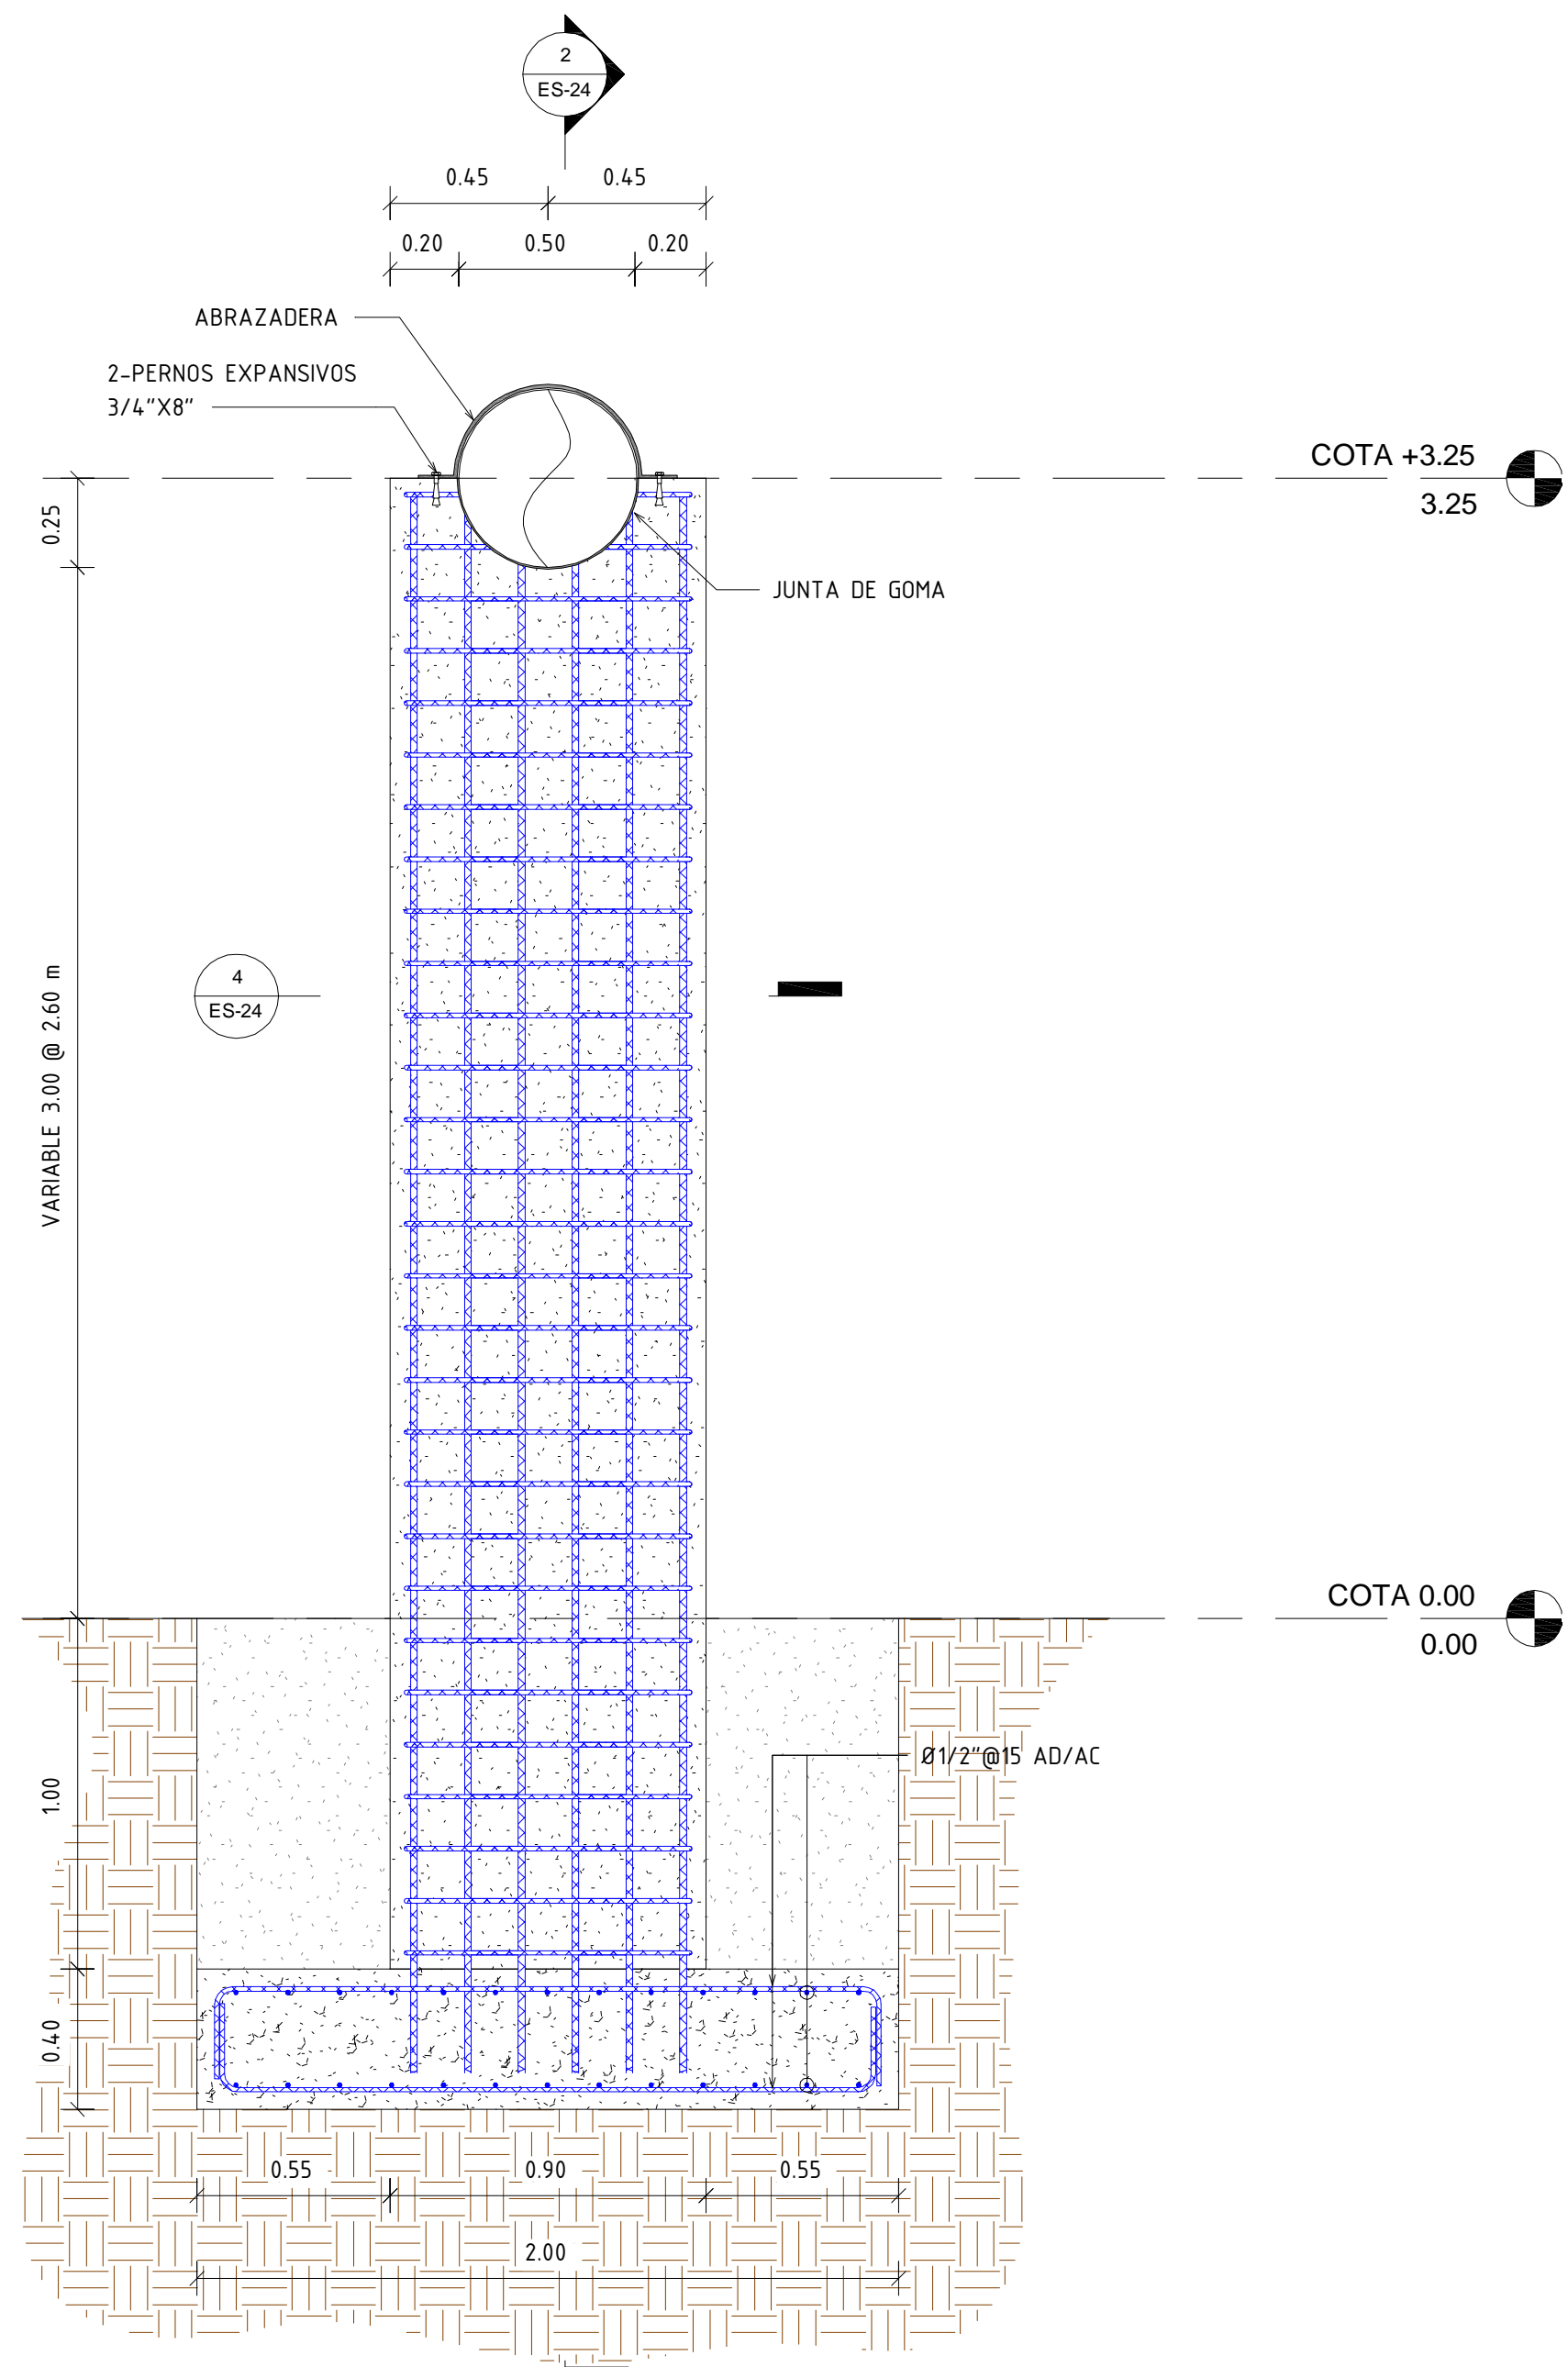 2
ES-24
0.45 0.45
0.20 0.50 0.20
ABRAZADERA
2-PERNOS EXPANSIVOS
3/4"X8"
COTA +3.25
3.25
0.25
JUNTA DE GOMA
4
ES-24
VARIABLE 3.00 @ 2.60 m
COTA 0.00
0.00
Ø1/2"@15 AD/AC
1.00
0.40
0.55 0.90 0.55
2.00